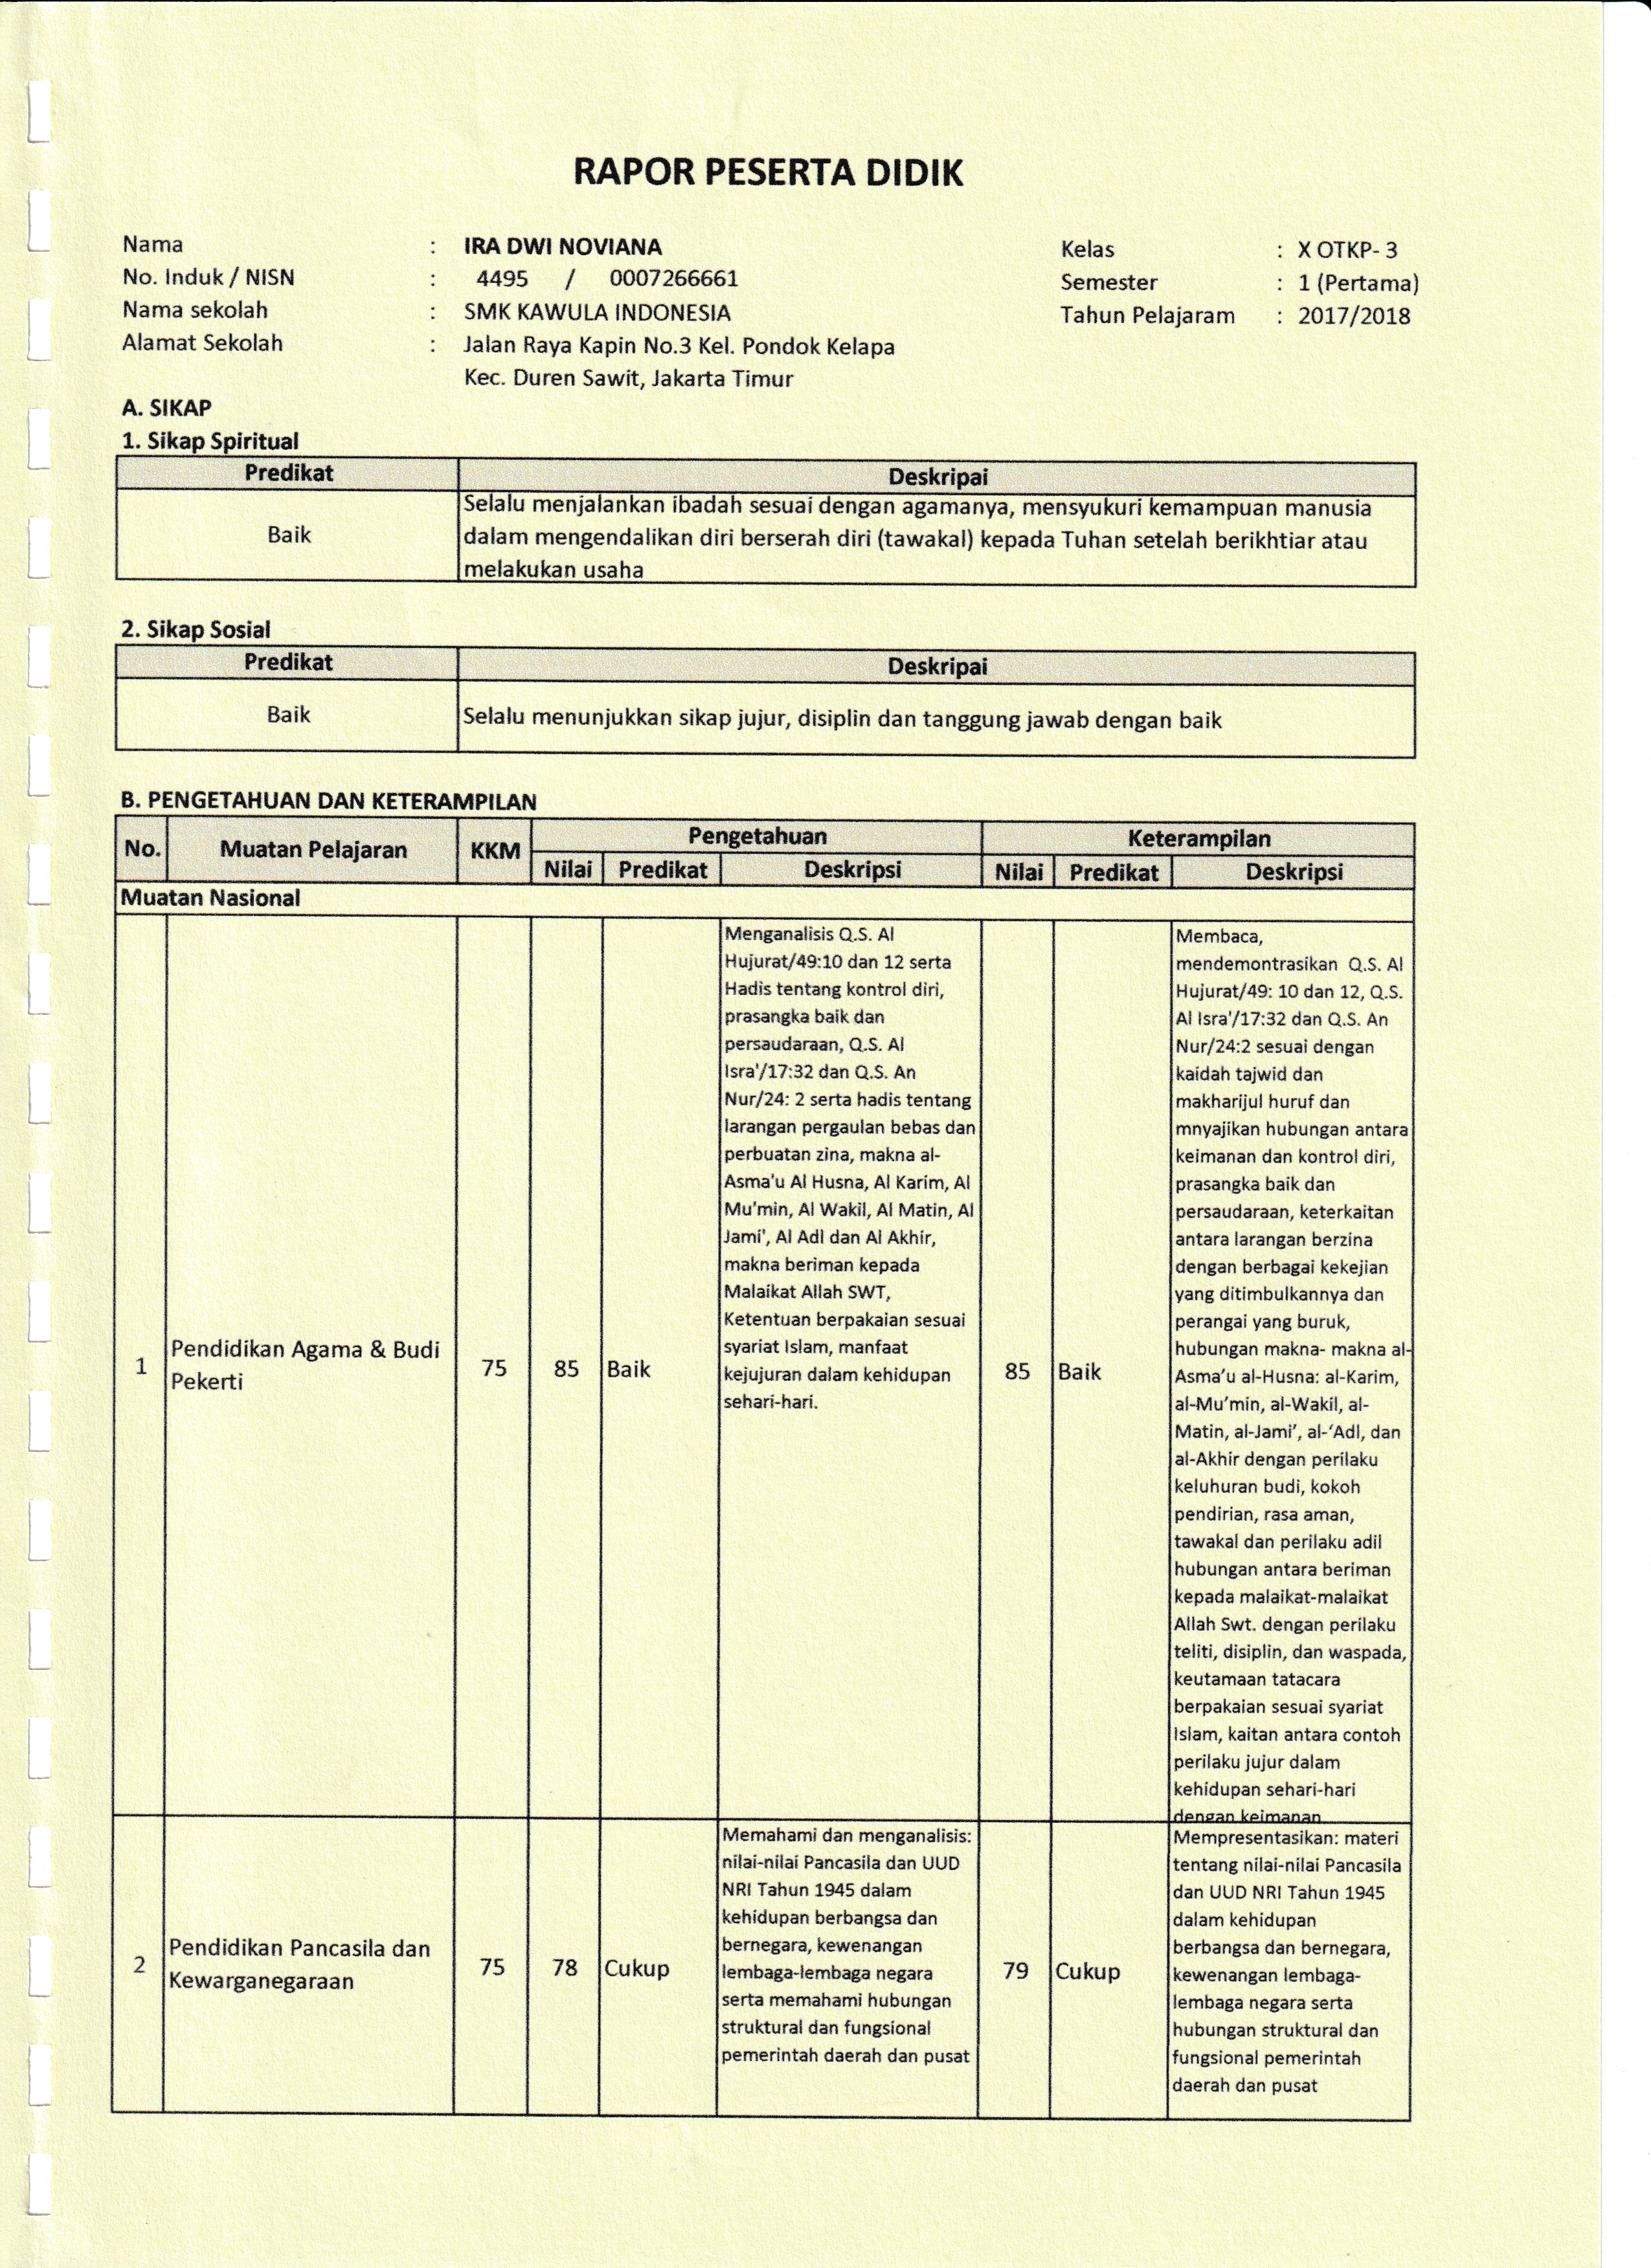 RAPOR PESERTA DIDIK
Nama : IRA DWI NOVIANA
No. Induk / NISN : 4495 / 0007266661
Nama sekolah : SMK KAWULA INDONESIA
Alamat Sekolah : Jalan Raya Kapin No.3 Kel. Pondok Kelapa
Kec. Duren Sawit, Jakarta Timur
Kelas : X OTKP- 3
Semester : 1 (Pertama)
Tahun Pelajaram : 2017/2018
A. SIKAP
1. Sikap Spiritual
Predikat Deskripai
Baik
Selalu menjalankan ibadah sesuai dengan agamanya, mensyukuri kemampuan manusia
dalam mengendalikan diri berserah diri (tawakal) kepada Tuhan setelah berikhtiar atau
melakukan usaha
2. Sikap Sosial
Predikat Deskripai
Baik Selalu menunjukkan sikap jujur, disiplin dan tanggung jawab dengan baik
B. PENGETAHUAN DAN KETERAMPILAN
No. Muatan Pelajaran KKM Pengetahuan Keterampilan
Nilai Predikat Deskripsi Nilai Predikat Deskripsi
Muatan Nasional
1
Pendidikan Agama & Budi
Pekerti
75
85
Baik
Menganalisis Q.S. Al
Hujurat/49:10 dan 12 serta
Hadis tentang kontrol diri,
prasangka baik dan
persaudaraan, Q.S. Al
Isra'/17:32 dan Q.S. An
Nur/24: 2 serta hadis tentang
larangan pergaulan bebas dan
perbuatan zina, makna al-
Asma'u Al Husna, Al Karim, Al
Mu'min, Al Wakil, Al Matin, Al
Jami', Al Adl dan Al Akhir,
makna beriman kepada
Malaikat Allah SWT,
Ketentuan berpakaian sesuai
syariat Islam, manfaat
kejujuran dalam kehidupan
sehari-hari.
85
Baik
Membaca,
mendemontrasikan Q.S. Al
Hujurat/49: 10 dan 12, Q.S.
Al Isra'/17:32 dan Q.S. An
Nur/24:2 sesuai dengan
kaidah tajwid dan
makharijul huruf dan
mnyajikan hubungan antara
keimanan dan kontrol diri,
prasangka baik dan
persaudaraan, keterkaitan
antara larangan berzina
dengan berbagai kekejian
yang ditimbulkannya dan
perangai yang buruk,
hubungan makna- makna al-
Asma’u al-Husna: al-Karim,
al-Mu’min, al-Wakil, al-
Matin, al-Jami’, al-‘Adl, dan
al-Akhir dengan perilaku
keluhuran budi, kokoh
pendirian, rasa aman,
tawakal dan perilaku adil
hubungan antara beriman
kepada malaikat-malaikat
Allah Swt. dengan perilaku
teliti, disiplin, dan waspada,
keutamaan tatacara
berpakaian sesuai syariat
Islam, kaitan antara contoh
perilaku jujur dalam
kehidupan sehari-hari
dengan keimanan
2
Pendidikan Pancasila dan
Kewarganegaraan
75
78
Cukup
Memahami dan menganalisis:
nilai-nilai Pancasila dan UUD
NRI Tahun 1945 dalam
kehidupan berbangsa dan
bernegara, kewenangan
lembaga-lembaga negara
serta memahami hubungan
struktural dan fungsional
pemerintah daerah dan pusat
79
Cukup
Mempresentasikan: materi
tentang nilai-nilai Pancasila
dan UUD NRI Tahun 1945
dalam kehidupan
berbangsa dan bernegara,
kewenangan lembaga-
lembaga negara serta
hubungan struktural dan
fungsional pemerintah
daerah dan pusat